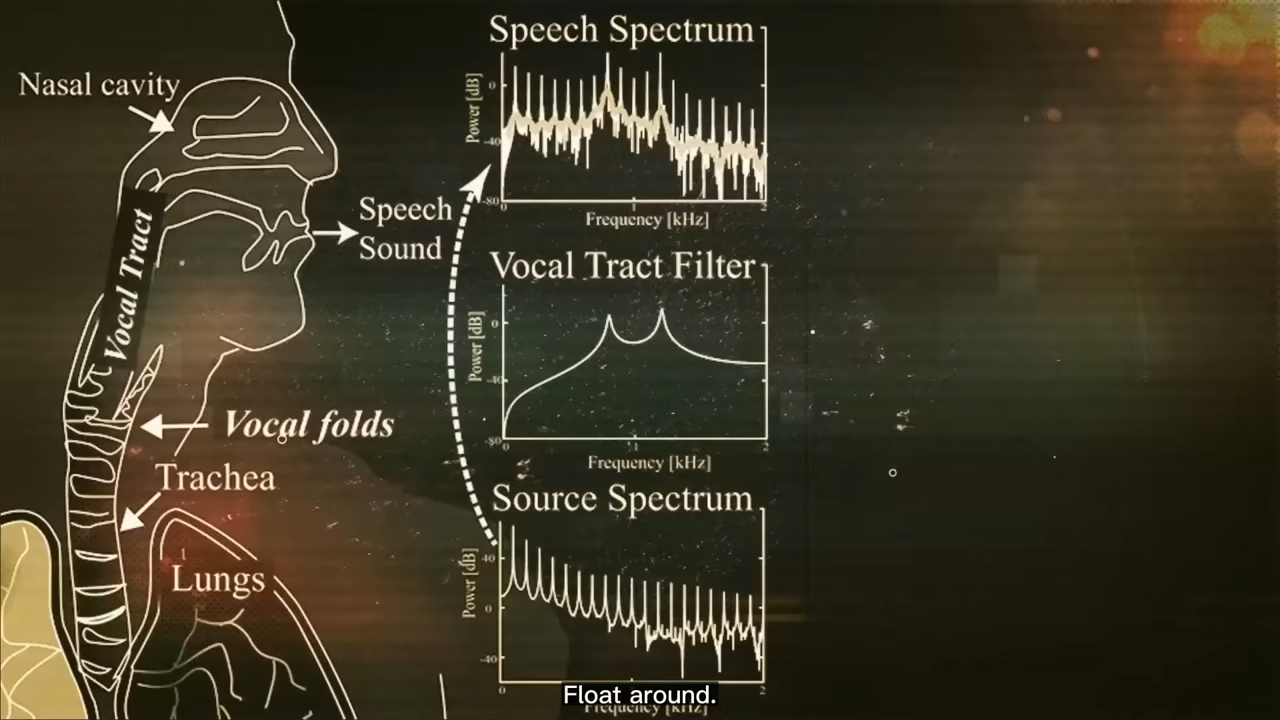 Nasal cavity
Vocal Tract
Speech
Sound
Vocal folds
Trachea
Lungs
Speech Spectrum
Power [dB]
0
-40
-80
0
1
2
Frequency [kHz]
Vocal Tract Filter
Power [dB]
0
-40
-80
0
1
2
Frequency [kHz]
Source Spectrum
Power [dB]
40
0
-40
0
2
Frequency [kHz]
Float around.